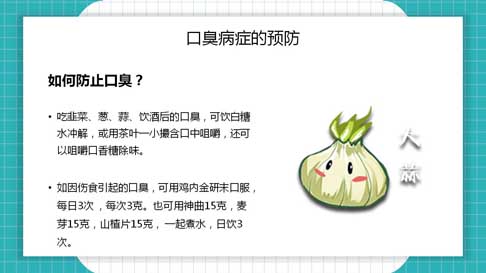 口臭病症的预防
如何防止口臭？
• 吃韭菜、葱、蒜、饮酒后的口臭，可饮白糖
水冲解，或用茶叶一小撮含口中咀嚼，还可
以咀嚼口香糖除味。
• 如因伤食引起的口臭，可用鸡内金研末口服，
每日3次 ，每次3克。也可用神曲15克，麦
芽15克，山楂片15克， 一起煮水，日饮3
次。
大
蒜